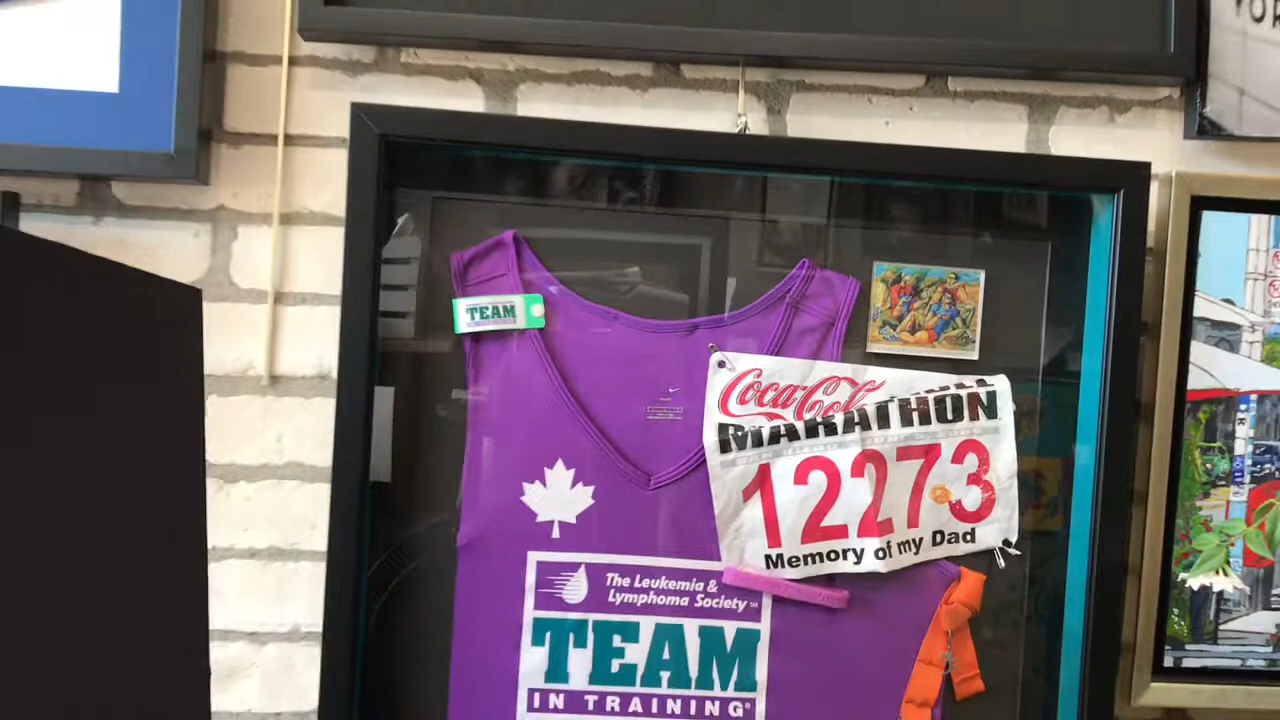 TEAM
Coca-Cola
MARATHON
12273
Memory of my Dad
The Leukemia &
Lymphoma Society
TEAM
IN TRAINING